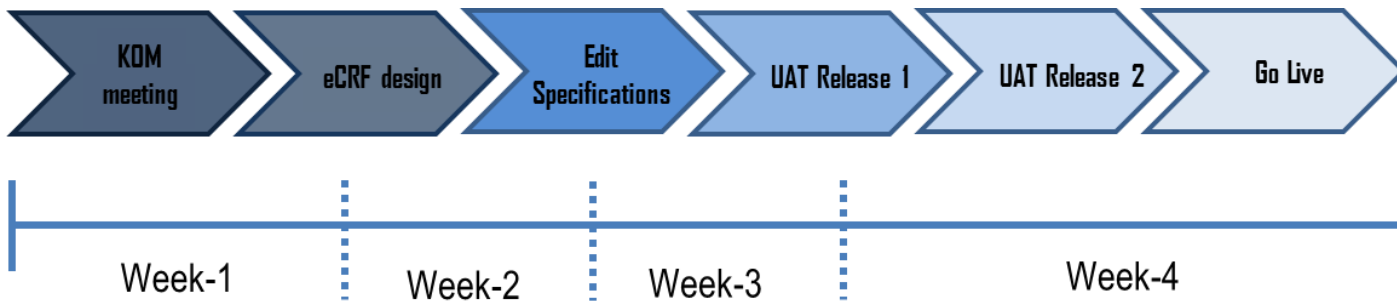 KOM
meeting
eCRF design
Edit
Specifications
UAT Release 1
UAT Release 2
Go Live
Week-1
Week-2
Week-3
Week-4